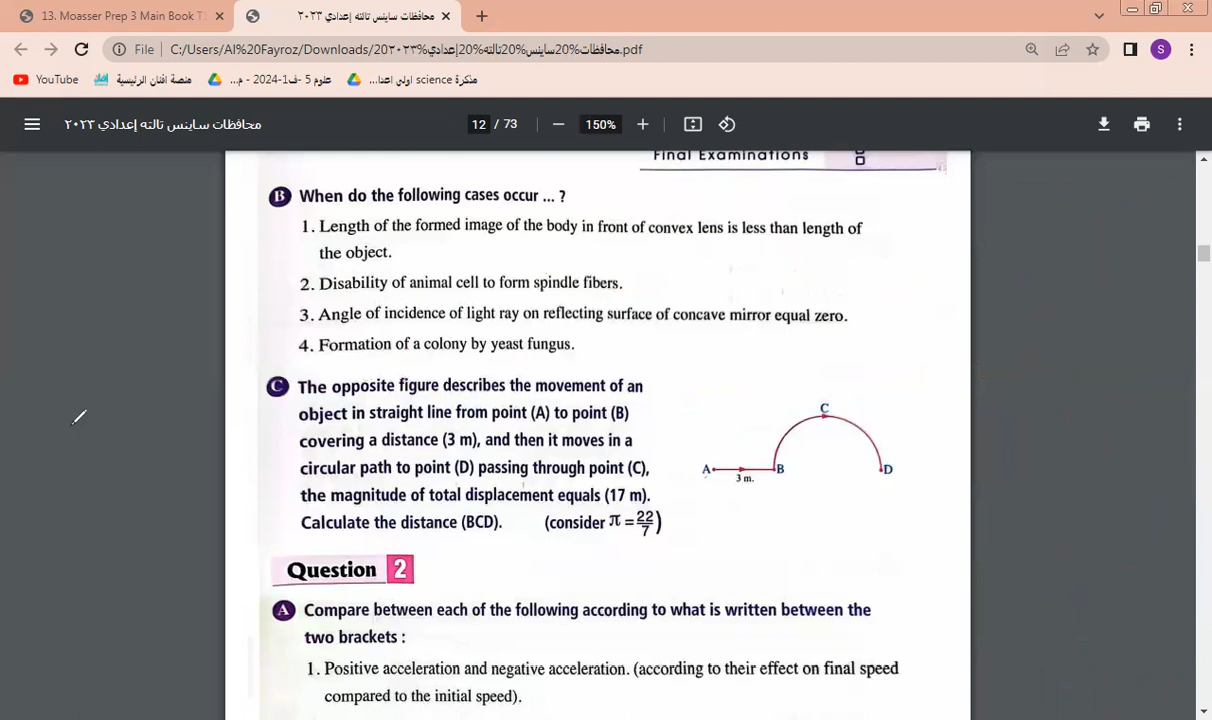 13. Moasser Prep 3 Main Book T
محافظات ساينس تالته إعدادي ٢٠٢٣
File
C:/Users/Al%20Fayroz/Downloads/محافظات%20ساينس%20تالته%20إعدادي%20٢٠٢٣.pdf
S
YouTube
منصة افنان الرئيسية
علوم 5 -ف1-2024 - م...
مذكرة science اولي اعدا...
محافظات ساينس تالته إعدادي ٢٠٢٣
12 / 73
150%
Final Examinations
B When do the following cases occur ... ?
1. Length of the formed image of the body in front of convex lens is less than length of
the object.
2. Disability of animal cell to form spindle fibers.
3. Angle of incidence of light ray on reflecting surface of concave mirror equal zero.
4. Formation of a colony by yeast fungus.
C The opposite figure describes the movement of an
object in straight line from point (A) to point (B)
covering a distance (3 m), and then it moves in a
circular path to point (D) passing through point (C),
the magnitude of total displacement equals (17 m).
Calculate the distance (BCD). (consider π = 22/7)
C
A B D
3 m.
Question 2
A Compare between each of the following according to what is written between the
two brackets :
1. Positive acceleration and negative acceleration. (according to their effect on final speed
compared to the initial speed).